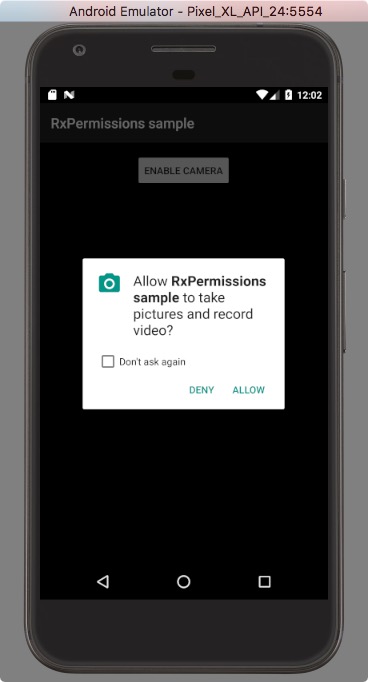 Android Emulator - Pixel_XL_API_24:5554
12:02
RxPermissions sample
ENABLE CAMERA
Allow RxPermissions
sample to take
pictures and record
video?
Don't ask again
DENY ALLOW